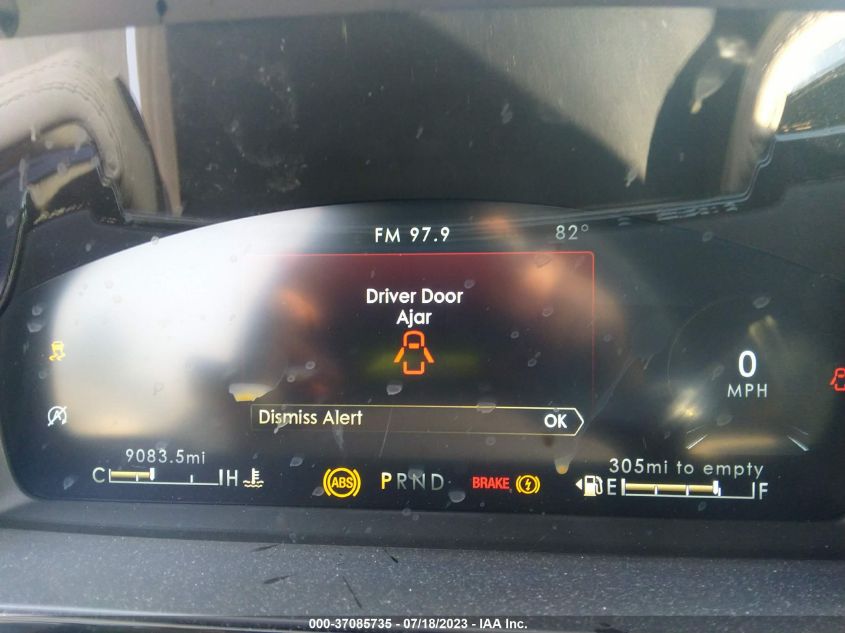 FM 97.9 82°
Driver Door
Ajar
0
MPH
Dismiss Alert OK
9083.5mi
305mi to empty
C H ABS PRND BRAKE E F
000-37085735 - 07/18/2023 - IAA Inc.